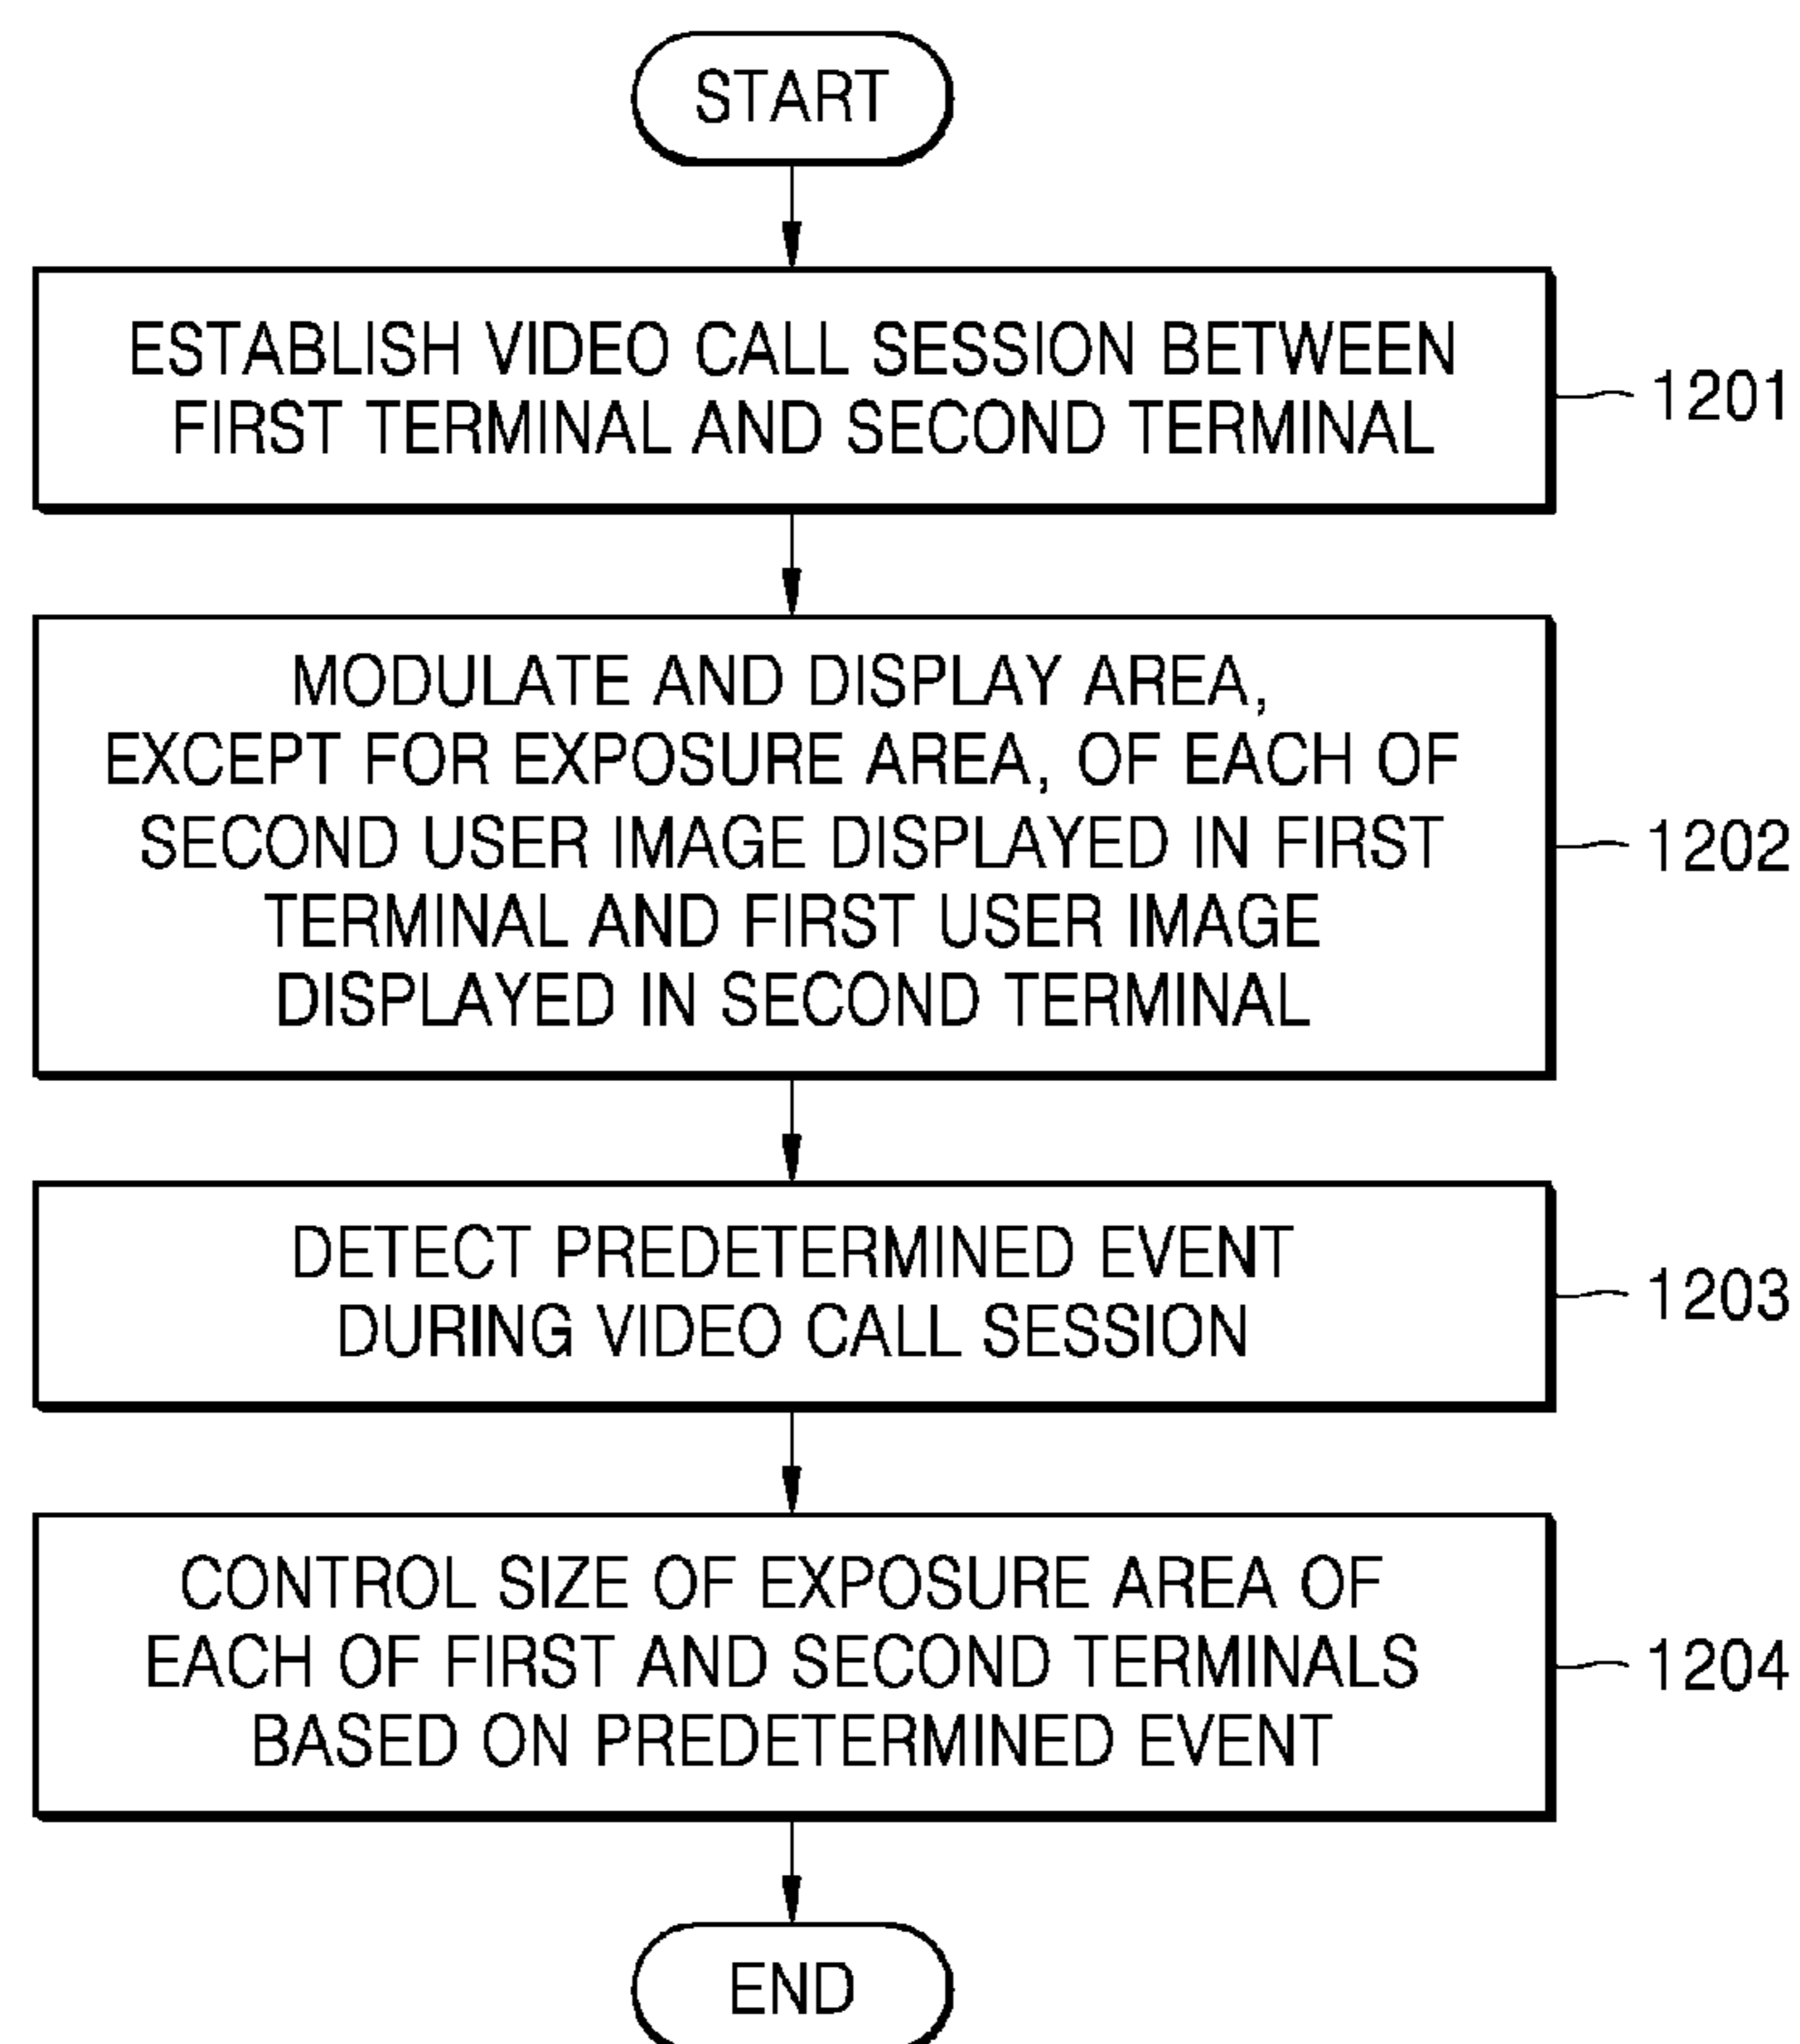 START
ESTABLISH VIDEO CALL SESSION BETWEEN
FIRST TERMINAL AND SECOND TERMINAL
1201
MODULATE AND DISPLAY AREA,
EXCEPT FOR EXPOSURE AREA, OF EACH OF
SECOND USER IMAGE DISPLAYED IN FIRST
TERMINAL AND FIRST USER IMAGE
DISPLAYED IN SECOND TERMINAL
1202
DETECT PREDETERMINED EVENT
DURING VIDEO CALL SESSION
1203
CONTROL SIZE OF EXPOSURE AREA OF
EACH OF FIRST AND SECOND TERMINALS
BASED ON PREDETERMINED EVENT
1204
END